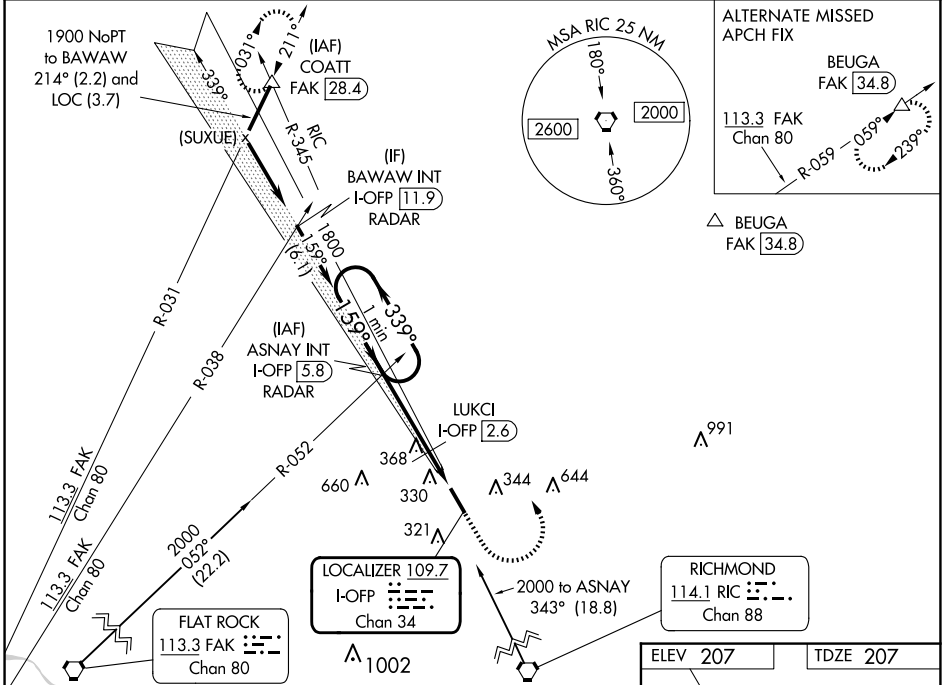 1900 NoPT
to BAWAW
214° (2.2) and
LOC (3.7)
339°
031°
211°
(IAF)
COATT
FAK 28.4
(SUXUE)
RIC
R-345
(IF)
BAWAW INT
I-OFP 11.9
RADAR
1800
159°
(6.1)
159°
1 min
339°
(IAF)
ASNAY INT
I-OFP 5.8
RADAR
R-031
R-038
R-052
LUKCI
I-OFP 2.6
368
660
330
321
344
644
991
1002
113.3 FAK
Chan 80
113.3 FAK
Chan 80
2000
052°
(22.2)
FLAT ROCK
113.3 FAK
Chan 80
LOCALIZER 109.7
I-OFP
Chan 34
2000 to ASNAY
343° (18.8)
RICHMOND
114.1 RIC
Chan 88
MSA RIC 25 NM
180°
2600
2000
360°
ALTERNATE MISSED
APCH FIX
BEUGA
FAK 34.8
113.3 FAK
Chan 80
R-059
059°
239°
BEUGA
FAK 34.8
ELEV 207
TDZE 207